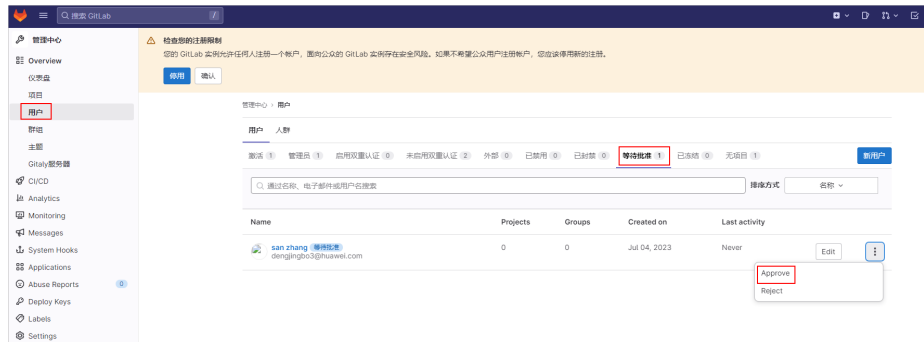 搜索 GitLab
/
管理中心
Overview
仪表盘
项目
用户
群组
主题
Gitaly服务器
CI/CD
Analytics
Monitoring
Messages
System Hooks
Applications
Abuse Reports 0
Deploy Keys
Labels
Settings
检查您的注册限制
您的 GitLab 实例允许任何人注册一个帐户，面向公众的 GitLab 实例存在安全风险。如果不希望公众用户注册帐户，您应该停用新的注册。
停用 确认
管理中心 › 用户
用户 人群
激活 1 管理员 1 启用双重认证 0 未启用双重认证 2 外部 0 已禁用 0 已封禁 0 等待批准 1 已冻结 0 无项目 1 新用户
通过名称、电子邮件或用户名搜索 排序方式 名称
Name Projects Groups Created on Last activity
san zhang 等待批准 0 0 Jul 04, 2023 Never Edit
dengjingbo3@huawei.com
Approve
Reject